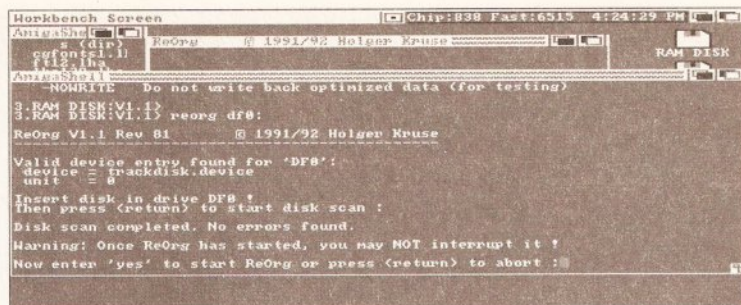 Workbench Screen
Chip:838 Fast:6515 4:24:29 PM
AmigaShe
s (dir)
cgfonts1.l
ReOrg © 1991/92 Holger Kruse
RAM DISK
AmigaShell
-NOWRITE Do not write back optimized data (for testing)
3.RAM DISK:V1.1>
3.RAM DISK:V1.1> reorg df0:
ReOrg V1.1 Rev 81 © 1991/92 Holger Kruse
Valid device entry found for 'DF0':
device = trackdisk.device
unit = 0
Insert disk in drive DF0 !
Then press <return> to start disk scan :
Disk scan completed. No errors found.
Warning! Once ReOrg has started, you may NOT interrupt it !
Now enter 'yes' to start ReOrg or press <return> to abort :